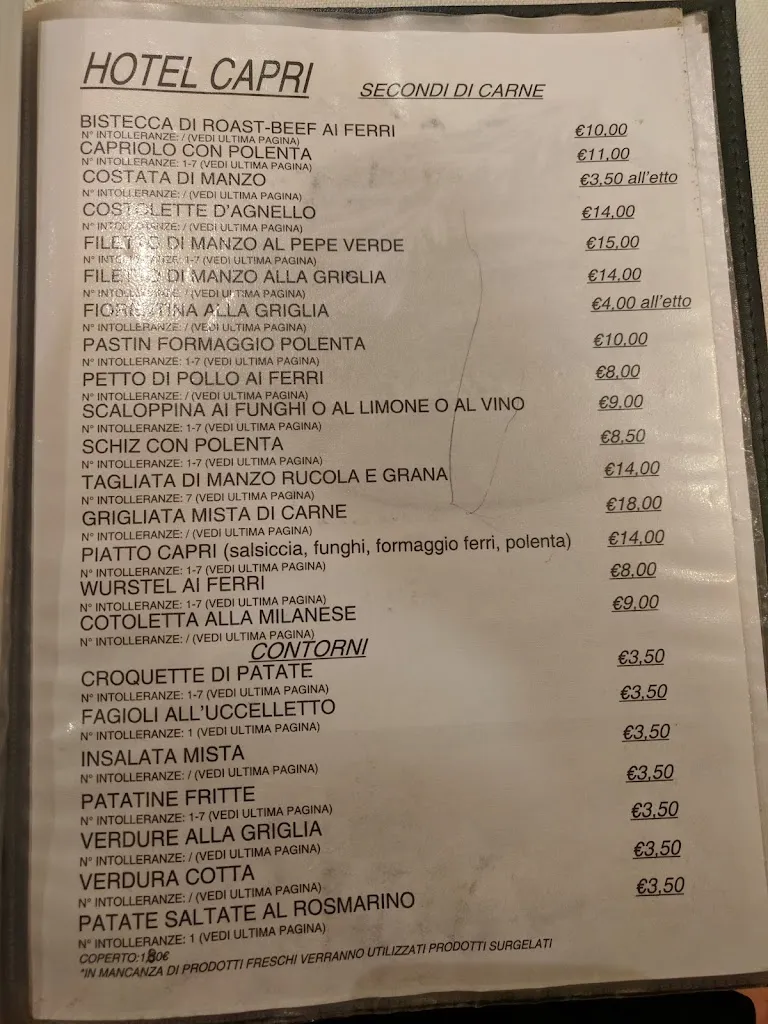 HOTEL CAPRI SECONDI DI CARNE
BISTECCA DI ROAST-BEEF AI FERRI €10,00
N° INTOLLERANZE: / (VEDI ULTIMA PAGINA)
CAPRIOLO CON POLENTA €11,00
N° INTOLLERANZE: 1-7 (VEDI ULTIMA PAGINA)
COSTATA DI MANZO €3,50 all'etto
N° INTOLLERANZE: / (VEDI ULTIMA PAGINA)
COSTOLETTE D'AGNELLO €14,00
N° INTOLLERANZE: / (VEDI ULTIMA PAGINA)
FILETTO DI MANZO AL PEPE VERDE €15,00
N° INTOLLERANZE: 1-7 (VEDI ULTIMA PAGINA)
FILETTO DI MANZO ALLA GRIGLIA €14,00
N° INTOLLERANZE: / (VEDI ULTIMA PAGINA)
FIORENTINA ALLA GRIGLIA €4,00 all'etto
N° INTOLLERANZE: / (VEDI ULTIMA PAGINA)
PASTIN FORMAGGIO POLENTA €10,00
N° INTOLLERANZE: 1-7 (VEDI ULTIMA PAGINA)
PETTO DI POLLO AI FERRI €8,00
N° INTOLLERANZE: / (VEDI ULTIMA PAGINA)
SCALOPPINA AI FUNGHI O AL LIMONE O AL VINO €9,00
N° INTOLLERANZE: 1-7 (VEDI ULTIMA PAGINA)
SCHIZ CON POLENTA €8,50
N° INTOLLERANZE: 1-7 (VEDI ULTIMA PAGINA)
TAGLIATA DI MANZO RUCOLA E GRANA €14,00
N° INTOLLERANZE: 7 (VEDI ULTIMA PAGINA)
GRIGLIATA MISTA DI CARNE €18,00
N° INTOLLERANZE: / (VEDI ULTIMA PAGINA)
PIATTO CAPRI (salsiccia, funghi, formaggio ferri, polenta) €14,00
N° INTOLLERANZE: 1-7 (VEDI ULTIMA PAGINA)
WURSTEL AI FERRI €8,00
N° INTOLLERANZE: 1-7 (VEDI ULTIMA PAGINA)
COTOLETTA ALLA MILANESE €9,00
N° INTOLLERANZE: / (VEDI ULTIMA PAGINA)
CONTORNI
CROQUETTE DI PATATE €3,50
N° INTOLLERANZE: 1-7 (VEDI ULTIMA PAGINA)
FAGIOLI ALL'UCCELLETTO €3,50
N° INTOLLERANZE: 1 (VEDI ULTIMA PAGINA)
INSALATA MISTA €3,50
N° INTOLLERANZE: / (VEDI ULTIMA PAGINA)
PATATINE FRITTE €3,50
N° INTOLLERANZE: 1-7 (VEDI ULTIMA PAGINA)
VERDURE ALLA GRIGLIA €3,50
N° INTOLLERANZE: / (VEDI ULTIMA PAGINA)
VERDURA COTTA €3,50
N° INTOLLERANZE: / (VEDI ULTIMA PAGINA)
PATATE SALTATE AL ROSMARINO €3,50
N° INTOLLERANZE: 1 (VEDI ULTIMA PAGINA)
COPERTO:1,80€
*IN MANCANZA DI PRODOTTI FRESCHI VERRANNO UTILIZZATI PRODOTTI SURGELATI